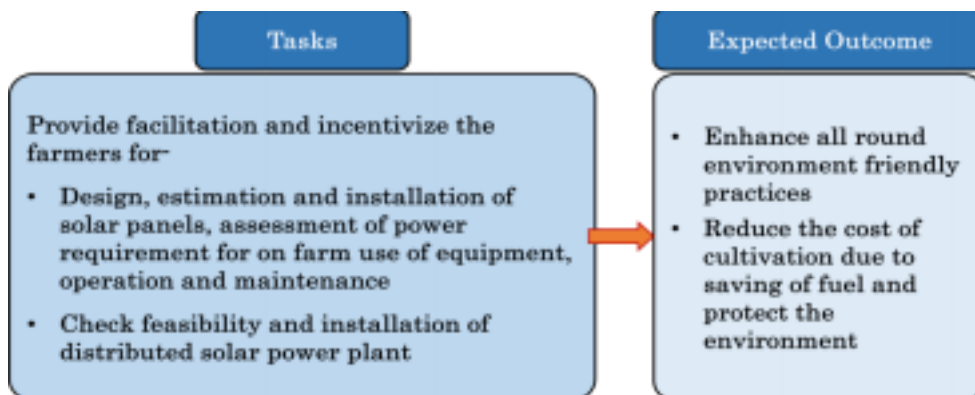 Tasks
Provide facilitation and incentivize the
farmers for-
• Design, estimation and installation of
solar panels, assessment of power
requirement for on farm use of equipment,
operation and maintenance
• Check feasibility and installation of
distributed solar power plant
Expected Outcome
• Enhance all round
environment friendly
practices
• Reduce the cost of
cultivation due to
saving of fuel and
protect the
environment